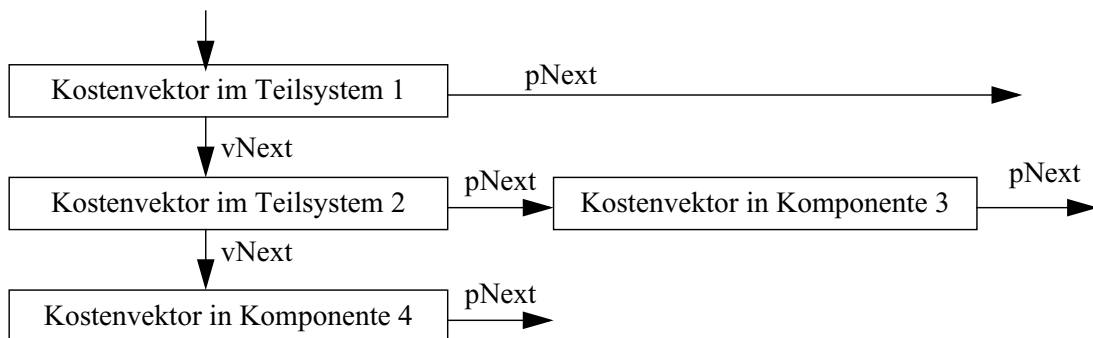 Kostenvektor im Teilsystem 1
pNext
vNext
Kostenvektor im Teilsystem 2
pNext
Kostenvektor in Komponente 3
pNext
vNext
Kostenvektor in Komponente 4
pNext